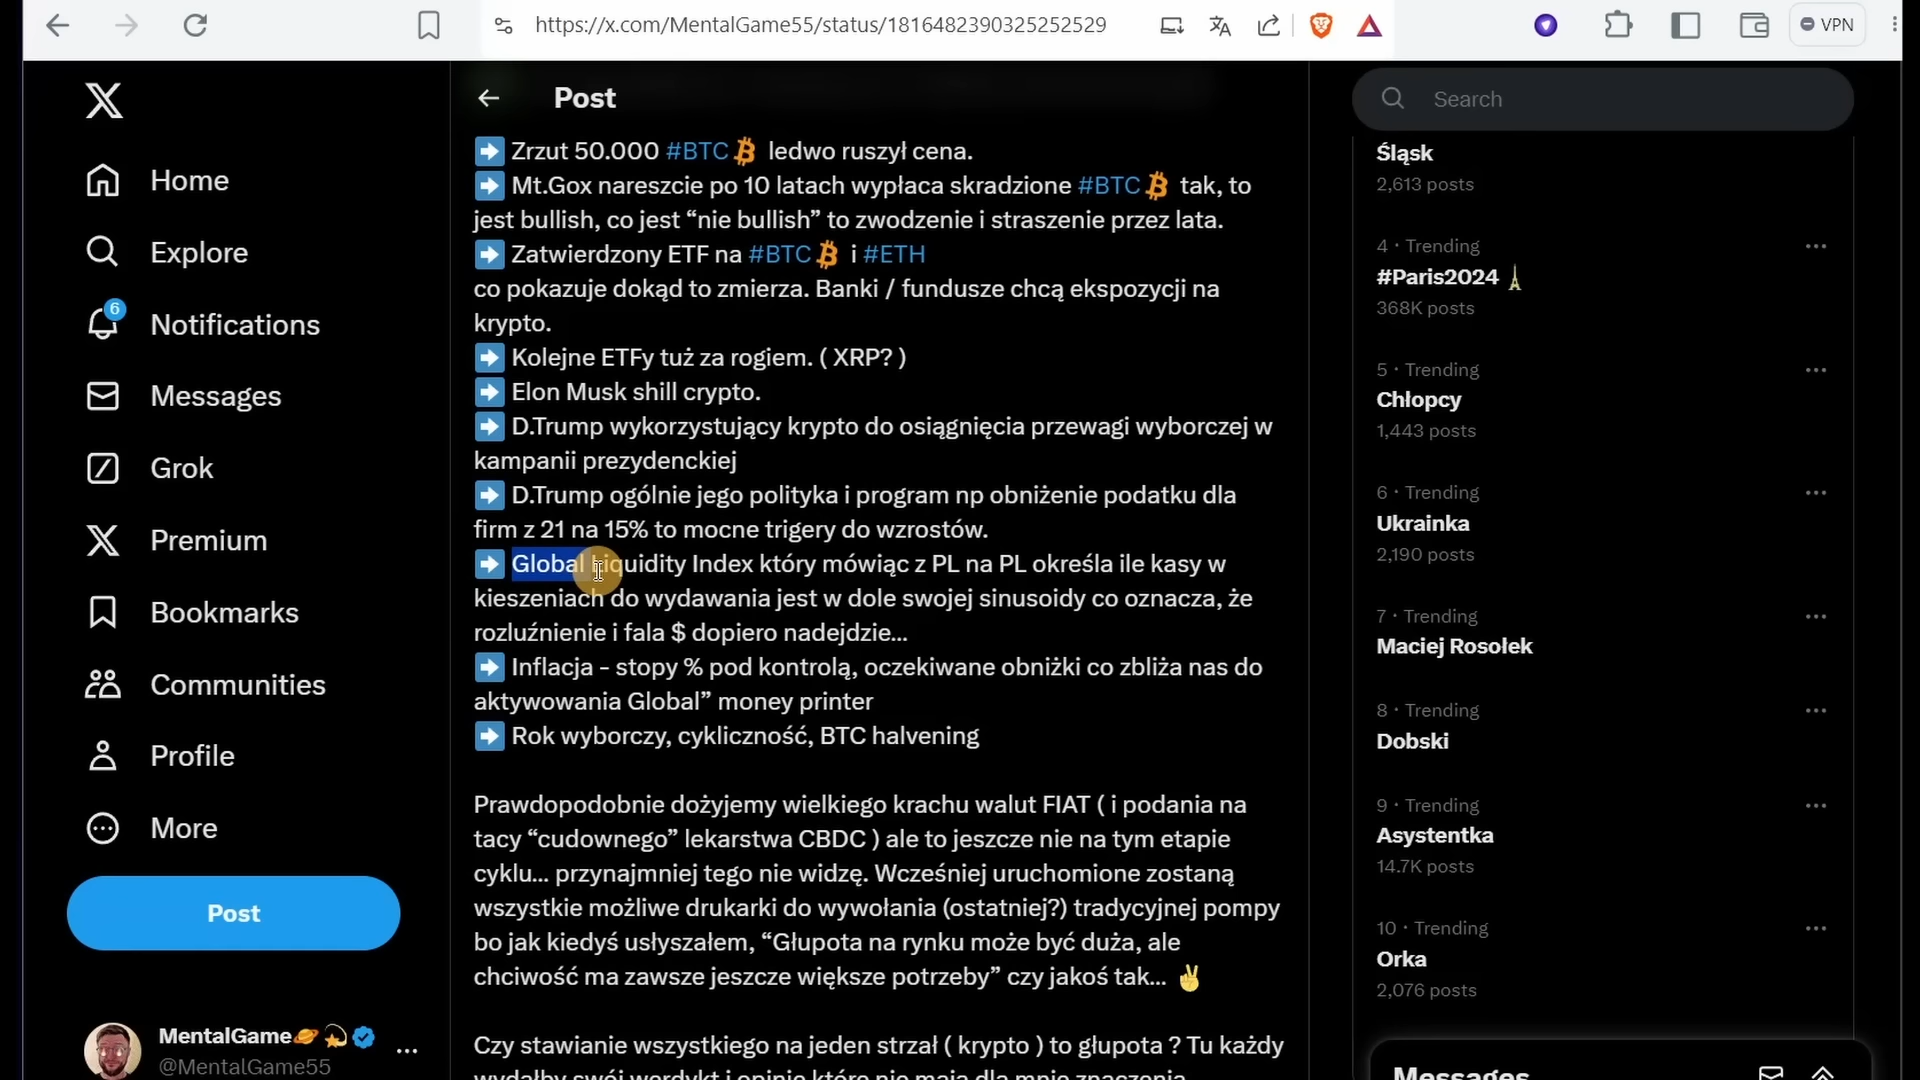 https://x.com/MentalGame55/status/1816482390325252529
VPN
Home
Explore
6
Notifications
Messages
Grok
Premium
Bookmarks
Communities
Profile
More
Post
MentalGame
@MentalGame55
Post
Zrzut 50.000 #BTC ledwo ruszył cena.
Mt.Gox nareszcie po 10 latach wypłaca skradzione #BTC tak, to
jest bullish, co jest “nie bullish” to zwodzenie i straszenie przez lata.
Zatwierdzony ETF na #BTC i #ETH
co pokazuje dokąd to zmierza. Banki / fundusze chcą ekspozycji na
krypto.
Kolejne ETFy tuż za rogiem. ( XRP? )
Elon Musk shill crypto.
D.Trump wykorzystujący krypto do osiągnięcia przewagi wyborczej w
kampanii prezydenckiej
D.Trump ogólnie jego polityka i program np obniżenie podatku dla
firm z 21 na 15% to mocne trigery do wzrostów.
Global Liquidity Index który mówiąc z PL na PL określa ile kasy w
kieszeniach do wydawania jest w dole swojej sinusoidy co oznacza, że
rozluźnienie i fala $ dopiero nadejdzie...
Inflacja - stopy % pod kontrolą, oczekiwane obniżki co zbliża nas do
aktywowania Global” money printer
Rok wyborczy, cykliczność, BTC halvening
Prawdopodobnie dożyjemy wielkiego krachu walut FIAT ( i podania na
tacy “cudownego” lekarstwa CBDC ) ale to jeszcze nie na tym etapie
cyklu... przynajmniej tego nie widzę. Wcześniej uruchomione zostaną
wszystkie możliwe drukarki do wywołania (ostatniej?) tradycyjnej pompy
bo jak kiedyś usłyszałem, “Głupota na rynku może być duża, ale
chciwość ma zawsze jeszcze większe potrzeby” czy jakoś tak...
Czy stawianie wszystkiego na jeden strzał ( krypto ) to głupota ? Tu każdy
wydałby swój werdykt i opinie które nie mają dla mnie znaczenia
Search
Śląsk
2,613 posts
4 · Trending
#Paris2024
368K posts
5 · Trending
Chłopcy
1,443 posts
6 · Trending
Ukrainka
2,190 posts
7 · Trending
Maciej Rosołek
8 · Trending
Dobski
9 · Trending
Asystentka
14.7K posts
10 · Trending
Orka
2,076 posts
Messages